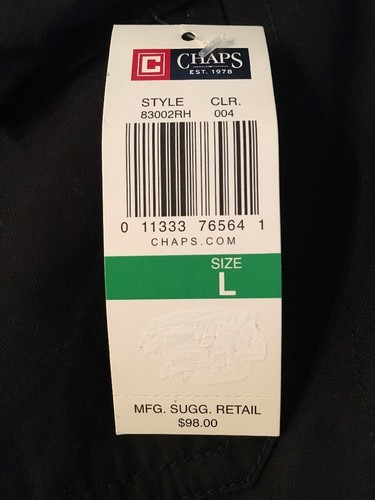 C CHAPS
EST. 1978
STYLE CLR.
83002RH 004
0 11333 76564 1
CHAPS.COM
SIZE
L
MFG. SUGG. RETAIL
$98.00